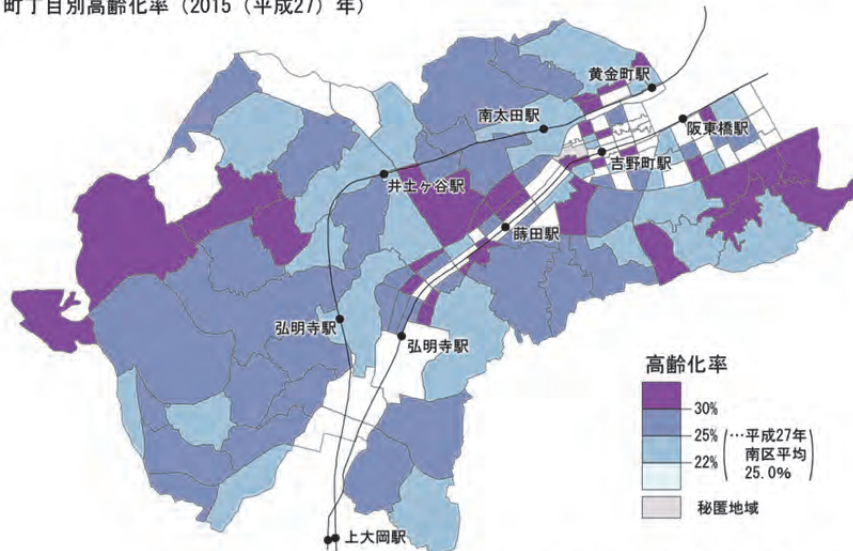 町丁目別高齢化率（2015（平成27）年）
黄金町駅
南太田駅
阪東橋駅
吉野町駅
井土ヶ谷駅
蒔田駅
弘明寺駅
弘明寺駅
上大岡駅
高齢化率
30%
25%
22%
（…平成27年
南区平均
25.0%）
秘匿地域